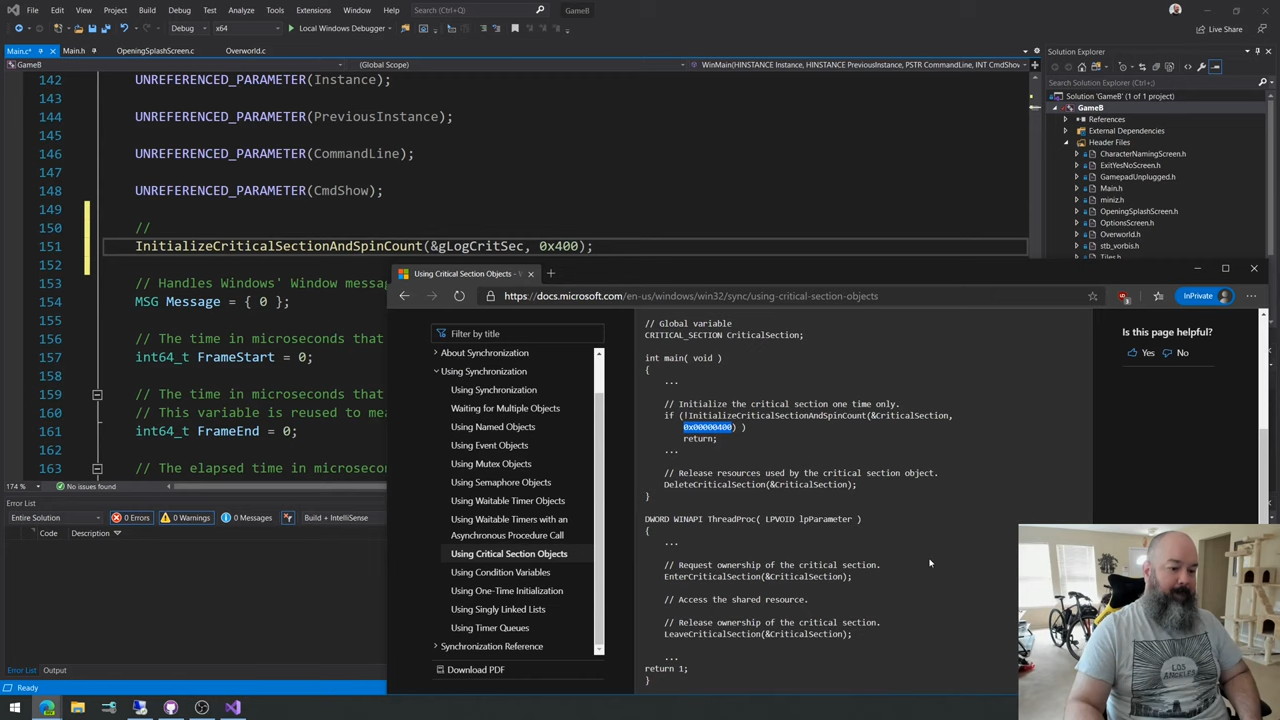 File Edit View Git Project Build Debug Test Analyze Tools Extensions Window Help Search (Ctrl+Q) GameB
Debug x64 Local Windows Debugger Live Share
Main.c* Main.h OpeningSplashScreen.c Overworld.c
GameB (Global Scope) WinMain(HINSTANCE Instance, HINSTANCE PreviousInstance, PSTR CommandLine, INT CmdShow)
142 UNREFERENCED_PARAMETER(Instance);
143
144 UNREFERENCED_PARAMETER(PreviousInstance);
145
146 UNREFERENCED_PARAMETER(CommandLine);
147
148 UNREFERENCED_PARAMETER(CmdShow);
149
150 //
151 InitializeCriticalSectionAndSpinCount(&gLogCritSec, 0x400);
152
153 // Handles Windows' Window messa
154 MSG Message = { 0 };
155
156 // The time in microseconds that
157 int64_t FrameStart = 0;
158
159 // The time in microseconds that
160 // This variable is reused to mea
161 int64_t FrameEnd = 0;
162
163 // The elapsed time in microsec
174 % No issues found
Error List
Entire Solution 0 Errors 0 Warnings 0 Messages Build + IntelliSense
Code Description
Error List Output
Ready
Solution Explorer
Search Solution Explorer (Ctrl+;)
Solution 'GameB' (1 of 1 project)
GameB
References
External Dependencies
Header Files
CharacterNamingScreen.h
ExitYesNoScreen.h
GamepadUnplugged.h
Main.h
miniz.h
OpeningSplashScreen.h
OptionsScreen.h
Overworld.h
stb_vorbis.h
Tiles.h
Using Critical Section Objects - W
https://docs.microsoft.com/en-us/windows/win32/sync/using-critical-section-objects
InPrivate
Filter by title
About Synchronization
Using Synchronization
Using Synchronization
Waiting for Multiple Objects
Using Named Objects
Using Event Objects
Using Mutex Objects
Using Semaphore Objects
Using Waitable Timer Objects
Using Waitable Timers with an
Asynchronous Procedure Call
Using Critical Section Objects
Using Condition Variables
Using One-Time Initialization
Using Singly Linked Lists
Using Timer Queues
Synchronization Reference
Download PDF
// Global variable
CRITICAL_SECTION CriticalSection;
int main( void )
{
...
// Initialize the critical section one time only.
if (!InitializeCriticalSectionAndSpinCount(&CriticalSection,
0x00000400) )
return;
...
// Release resources used by the critical section object.
DeleteCriticalSection(&CriticalSection);
}
DWORD WINAPI ThreadProc( LPVOID lpParameter )
{
...
// Request ownership of the critical section.
EnterCriticalSection(&CriticalSection);
// Access the shared resource.
// Release ownership of the critical section.
LeaveCriticalSection(&CriticalSection);
...
return 1;
}
Is this page helpful?
Yes No
LOS
ANGELES